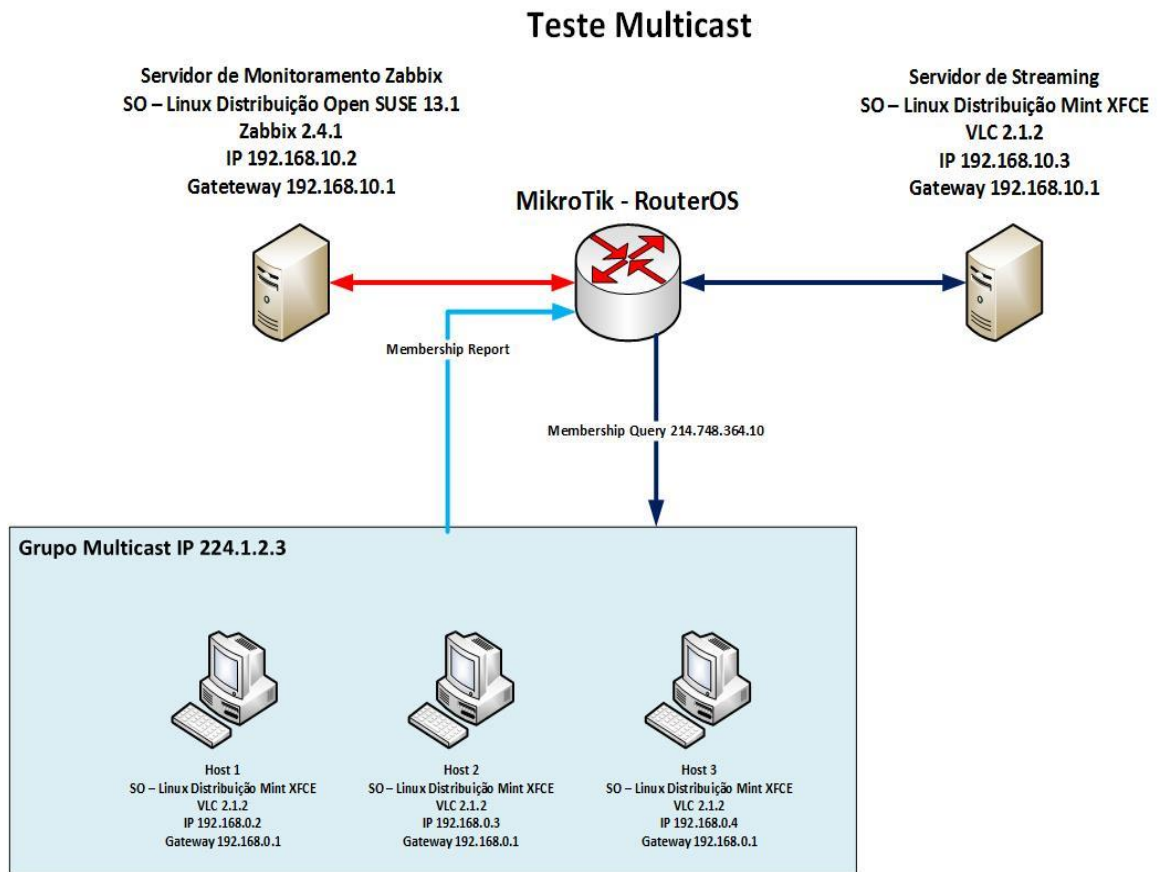 Teste Multicast
Servidor de Monitoramento Zabbix
SO – Linux Distribuição Open SUSE 13.1
Zabbix 2.4.1
IP 192.168.10.2
Gateteway 192.168.10.1
Servidor de Streaming
SO – Linux Distribuição Mint XFCE
VLC 2.1.2
IP 192.168.10.3
Gateway 192.168.10.1
MikroTik - RouterOS
Membership Report
Membership Query 214.748.364.10
Grupo Multicast IP 224.1.2.3
Host 1
SO – Linux Distribuição Mint XFCE
VLC 2.1.2
IP 192.168.0.2
Gateway 192.168.0.1
Host 2
SO – Linux Distribuição Mint XFCE
VLC 2.1.2
IP 192.168.0.3
Gateway 192.168.0.1
Host 3
SO – Linux Distribuição Mint XFCE
VLC 2.1.2
IP 192.168.0.4
Gateway 192.168.0.1